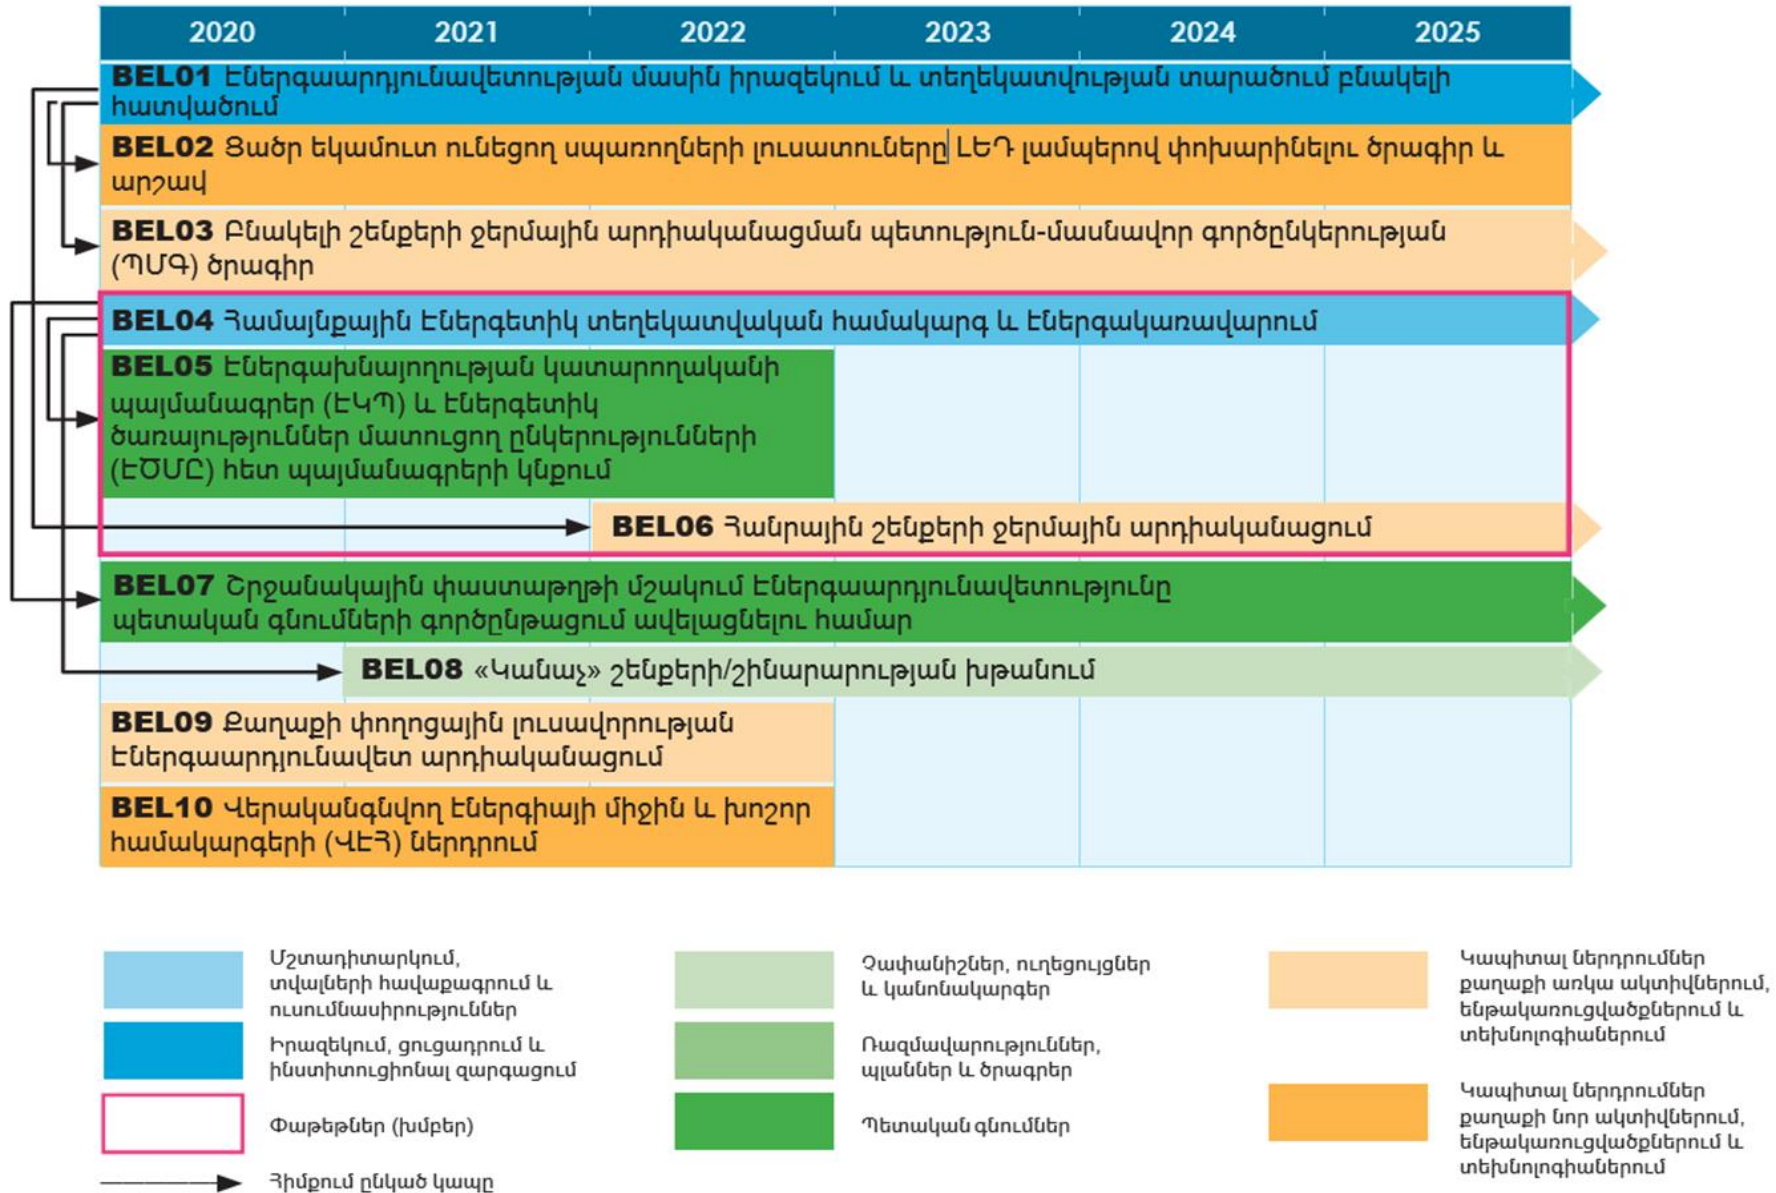 2020 2021 2022 2023 2024 2025
BEL01 Էներգաարդյունավետության մասին իրազեկում և տեղեկատվության տարածում բնակելի
հատվածում
BEL02 Ցածր եկամուտ ունեցող սպառողների լուսատուները ԼԵԴ լամպերով փոխարինելու ծրագիր և
արշավ
BEL03 Բնակելի շենքերի ջերմային արդիականացման պետություն-մասնավոր գործընկերության
(ՊՄԳ) ծրագիր
BEL04 Համայնքային Էներգետիկ տեղեկատվական համակարգ և էներգակառավարում
BEL05 Էներգախնայողության կատարողականի
պայմանագրեր (ԷԿՊ) և էներգետիկ
ծառայություններ մատուցող ընկերությունների
(ԷԾՄԸ) հետ պայմանագրերի կնքում
BEL06 Հանրային շենքերի ջերմային արդիականացում
BEL07 Շրջանակային փաստաթղթի մշակում Էներգաարդյունավետությունը
պետական գնումների գործընթացում ավելացնելու համար
BEL08 «Կանաչ» շենքերի/շինարարության խթանում
BEL09 Քաղաքի փողոցային լուսավորության
Էներգաարդյունավետ արդիականացում
BEL10 Վերականգնվող էներգիայի միջին և խոշոր
համակարգերի (ՎԷՀ) ներդրում
Մշտադիտարկում,
տվալների հավաքագրում և
ուսումնասիրություններ
Իրազեկում, ցուցադրում և
ինստիտուցիոնալ զարգացում
Փաթեթներ (խմբեր)
Հիմքում ընկած կապը
Չափանիշներ, ուղեցույցներ
և կանոնակարգեր
Ռազմավարություններ,
պլաններ և ծրագրեր
Պետական գնումներ
Կապիտալ ներդրումներ
քաղաքի առկա ակտիվներում,
ենթակառուցվածքներում և
տեխնոլոգիաներում
Կապիտալ ներդրումներ
քաղաքի նոր ակտիվներում,
ենթակառուցվածքներում և
տեխնոլոգիաներում